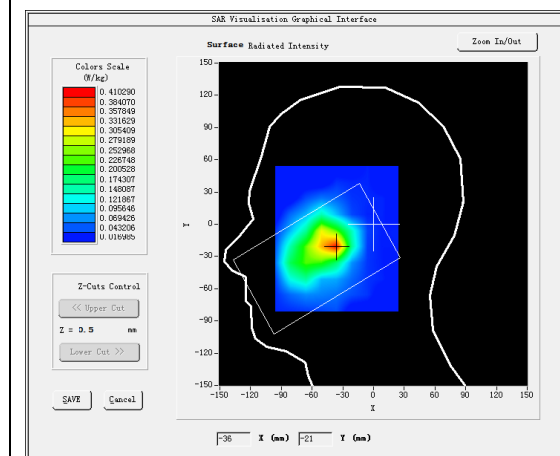 SAR Visualisation Graphical Interface
Surface Radiated Intensity
Zoom In/Out
Colors Scale
(W/kg)
0.410290
0.384070
0.357849
0.331629
0.305409
0.279189
0.252968
0.226748
0.200528
0.174307
0.148087
0.121867
0.095646
0.069426
0.043206
0.016985
Z-Cuts Control
<< Upper Cut
Z = 0.5 mm
Lower Cut >>
SAVE Cancel
150
120
90
60
30
0
-30
-60
-90
-120
-150
Y
-150 -120 -90 -60 -30 0 30 60 90 120 150
X
-36 X (mm) -21 Y (mm)